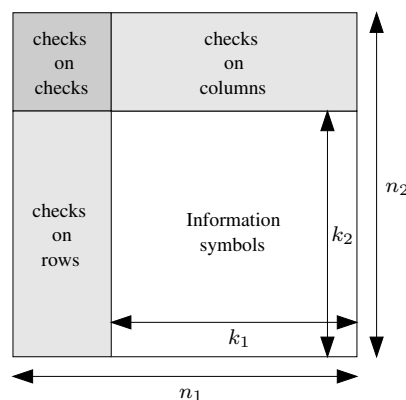 checks
on
checks
checks
on
columns
checks
on
rows
Information
symbols
k₂
n₂
k₁
n₁